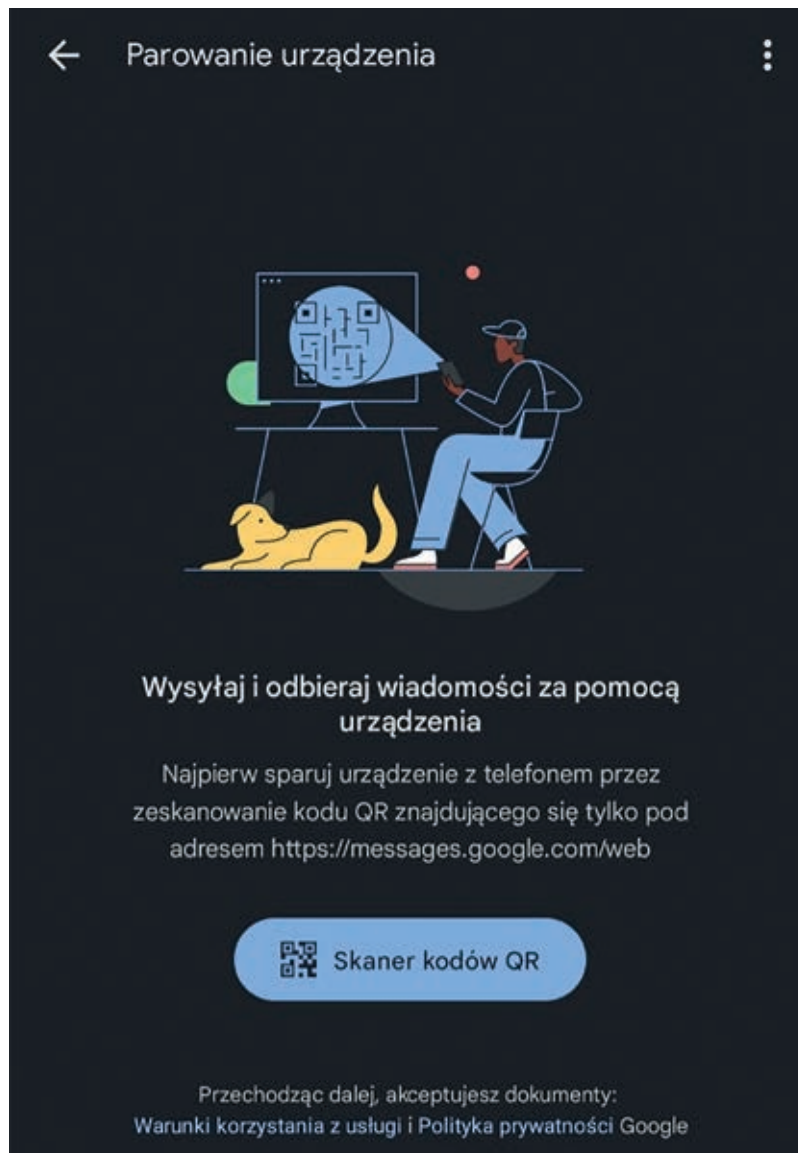 Parowanie urządzenia
Wysyłaj i odbieraj wiadomości za pomocą
urządzenia
Najpierw sparuj urządzenie z telefonem przez
zeskanowanie kodu QR znajdującego się tylko pod
adresem https://messages.google.com/web
Skaner kodów QR
Przechodząc dalej, akceptujesz dokumenty:
Warunki korzystania z usługi i Polityka prywatności Google